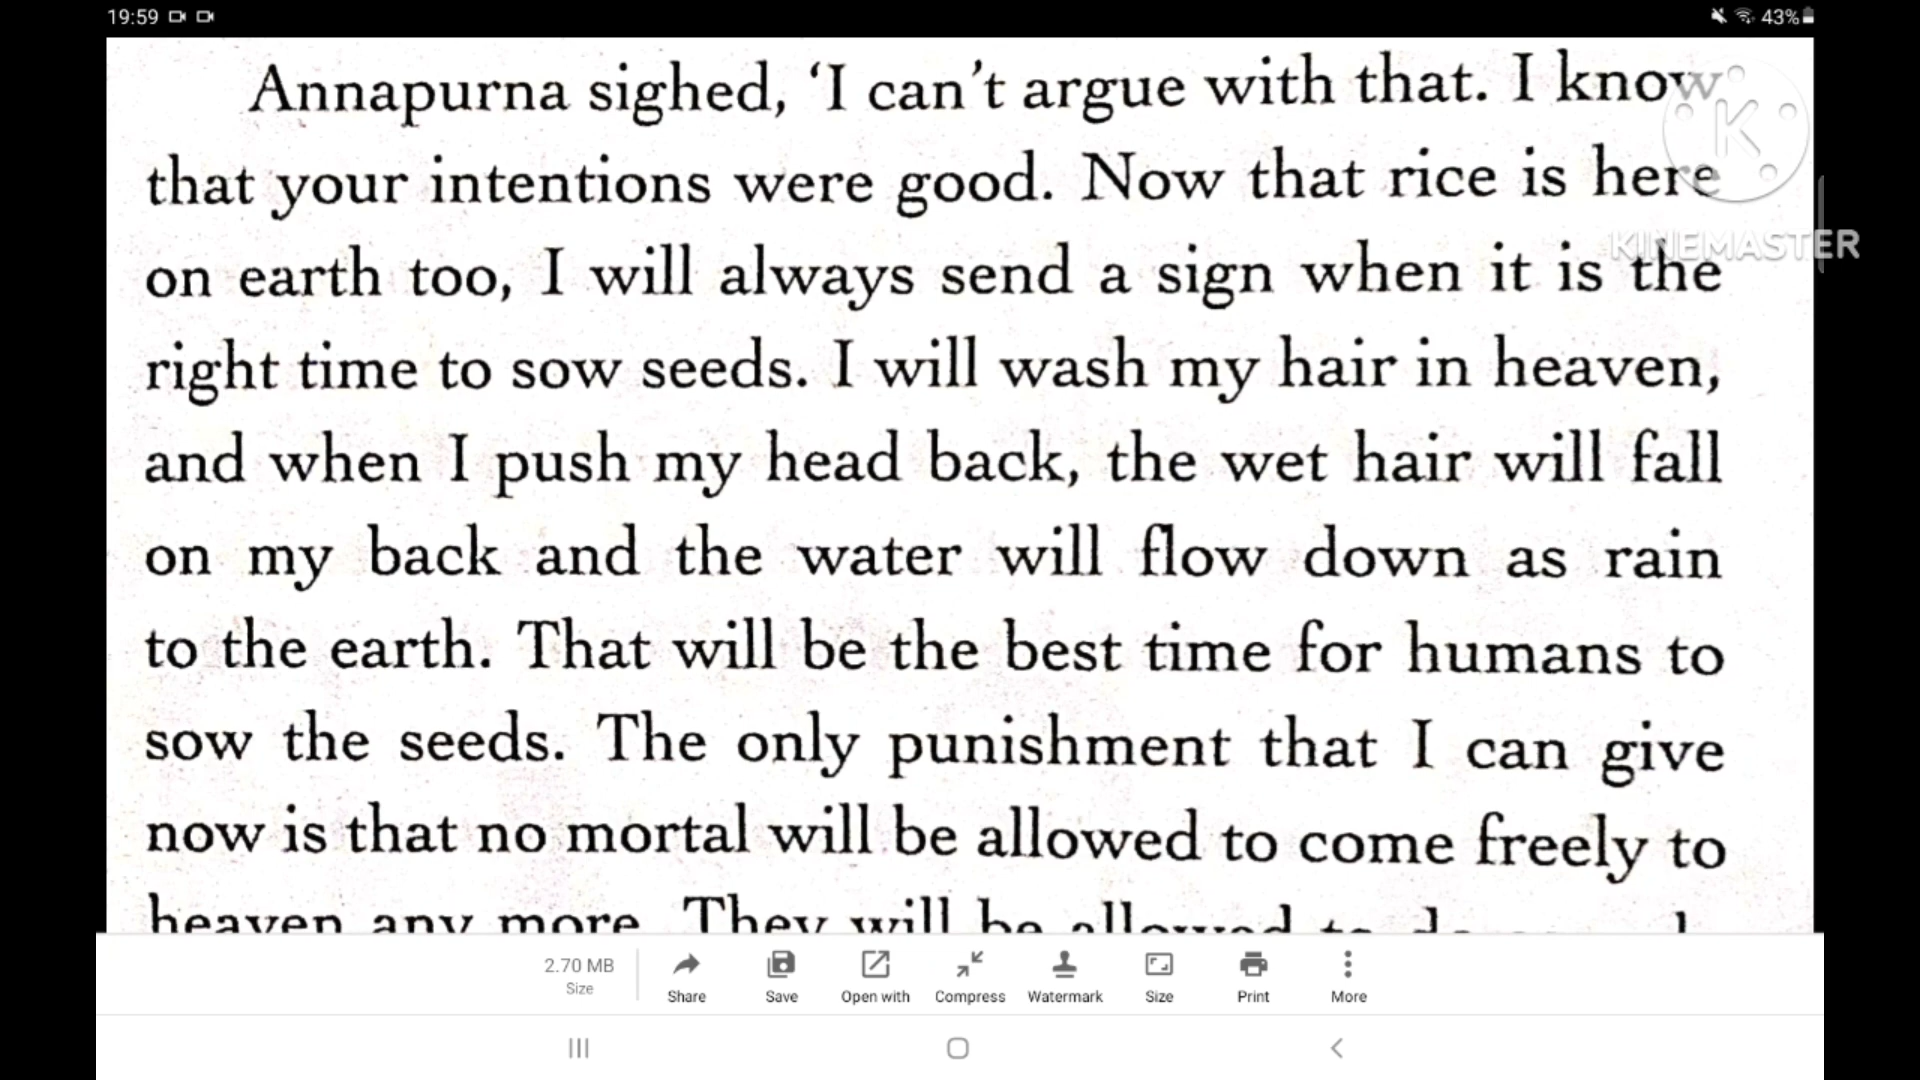 19:59
43%
Annapurna sighed, ‘I can’t argue with that. I know
that your intentions were good. Now that rice is here
on earth too, I will always send a sign when it is the
right time to sow seeds. I will wash my hair in heaven,
and when I push my head back, the wet hair will fall
on my back and the water will flow down as rain
to the earth. That will be the best time for humans to
sow the seeds. The only punishment that I can give
now is that no mortal will be allowed to come freely to
heaven any more. They will be allowed to
K
KINEMASTER
2.70 MB
Size
Share
Save
Open with
Compress
Watermark
Size
Print
More